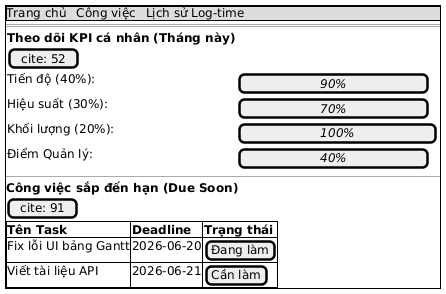 Trang chủ Công việc Lịch sử Log-time
Theo dõi KPI cá nhân (Tháng này)
cite: 52
Tiến độ (40%): 90%
Hiệu suất (30%): 70%
Khối lượng (20%): 100%
Điểm Quản lý: 40%
Công việc sắp đến hạn (Due Soon)
cite: 91
Tên Task Deadline Trạng thái
Fix lỗi UI bảng Gantt 2026-06-20 Đang làm
Viết tài liệu API 2026-06-21 Cần làm